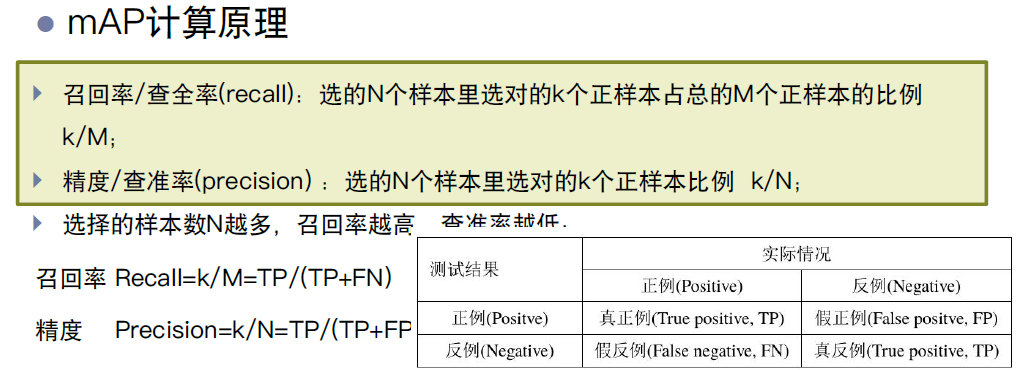 mAP计算原理
召回率/查全率(recall)：选的N个样本里选对的k个正样本占总的M个正样本的比例
k/M；
精度/查准率(precision) ：选的N个样本里选对的k个正样本比例 k/N；
选择的样本数N越多，召回率越高，查准率越低；
召回率 Recall=k/M=TP/(TP+FN)
精度 Precision=k/N=TP/(TP+FP
测试结果 实际情况
正例(Positive) 反例(Negative)
正例(Positve) 真正例(True positive, TP) 假正例(False positve, FP)
反例(Negative) 假反例(False negative, FN) 真反例(True positive, TP)